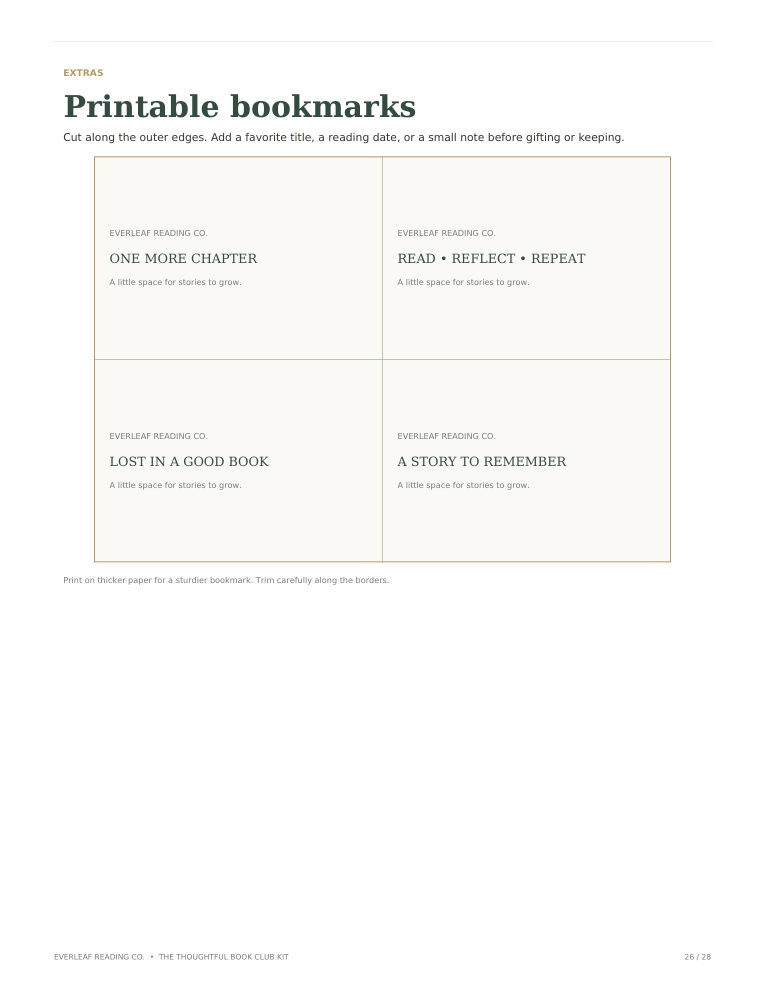 EXTRAS
Printable bookmarks
Cut along the outer edges. Add a favorite title, a reading date, or a small note before gifting or keeping.
EVERLEAF READING CO.
ONE MORE CHAPTER
A little space for stories to grow.
EVERLEAF READING CO.
READ • REFLECT • REPEAT
A little space for stories to grow.
EVERLEAF READING CO.
LOST IN A GOOD BOOK
A little space for stories to grow.
EVERLEAF READING CO.
A STORY TO REMEMBER
A little space for stories to grow.
Print on thicker paper for a sturdier bookmark. Trim carefully along the borders.
EVERLEAF READING CO. • THE THOUGHTFUL BOOK CLUB KIT
26 / 28